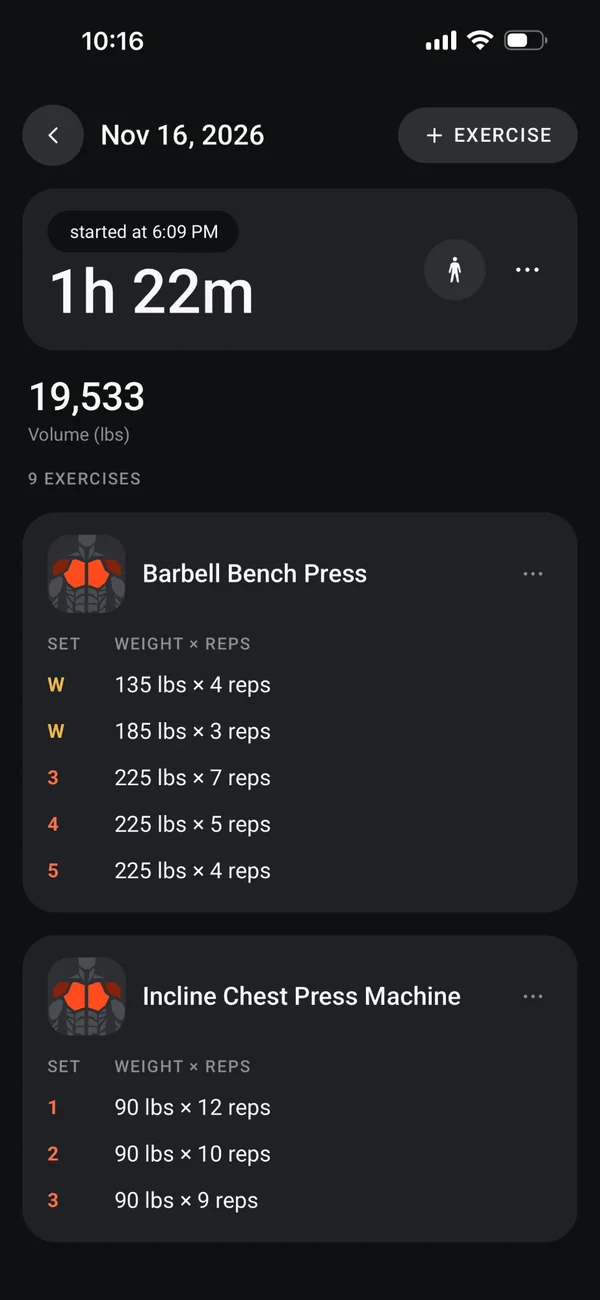 10:16
Nov 16, 2026
+ EXERCISE
started at 6:09 PM
1h 22m
19,533
Volume (lbs)
9 EXERCISES
Barbell Bench Press
SET WEIGHT × REPS
W 135 lbs × 4 reps
W 185 lbs × 3 reps
3 225 lbs × 7 reps
4 225 lbs × 5 reps
5 225 lbs × 4 reps
Incline Chest Press Machine
SET WEIGHT × REPS
1 90 lbs × 12 reps
2 90 lbs × 10 reps
3 90 lbs × 9 reps